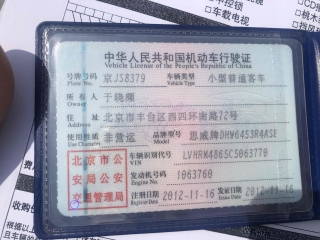 中控锁
车载电视
中华人民共和国机动车行驶证
Vehicle License of the People's Republic of China
号牌号码 京JS8379 车辆类型 小型普通客车
Plate No. Vehicle Type
所有人 于晓频
Owner
住址 北京市丰台区西四环南路72号
Address
使用性质 非营运 品牌型号 思威牌DHW6453R4ASE
Use Character Model
北京市公安局公安交通管理局
车辆识别代号 LVHRM4865C5063770
VIN
发动机号码 1063760
Engine No.
注册日期 2012-11-16 发证日期 2012-11-16
Register Date Issue Date